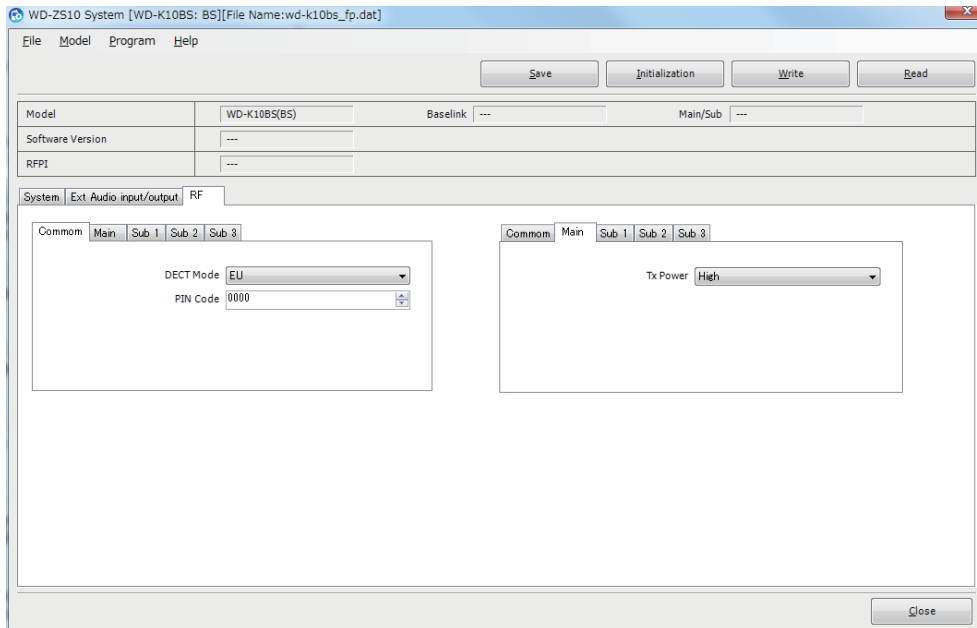 WD-ZS10 System [WD-K10BS: BS][File Name:wd-k10bs_fp.dat]
File Model Program Help
Save Initialization Write Read
Model WD-K10BS(BS) Baselink --- Main/Sub ---
Software Version ---
RFPI ---
System Ext Audio input/output RF
Commom Main Sub 1 Sub 2 Sub 3
DECT Mode EU
PIN Code 0000
Commom Main Sub 1 Sub 2 Sub 3
Tx Power High
Close